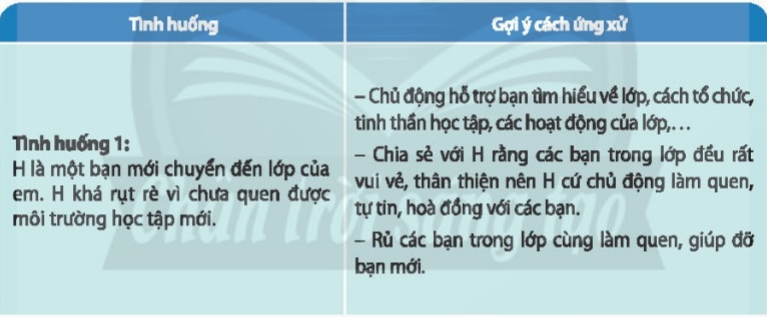 Tình huống
Gợi ý cách ứng xử
Tình huống 1:
H là một bạn mới chuyển đến lớp của
em. H khá rụt rè vì chưa quen được
môi trường học tập mới.
– Chủ động hỗ trợ bạn tìm hiểu về lớp, cách tổ chức,
tinh thần học tập, các hoạt động của lớp,...
– Chia sẻ với H rằng các bạn trong lớp đều rất
vui vẻ, thân thiện nên H cứ chủ động làm quen,
tự tin, hoà đồng với các bạn.
– Rủ các bạn trong lớp cùng làm quen, giúp đỡ
bạn mới.
Chân trời sáng tạo